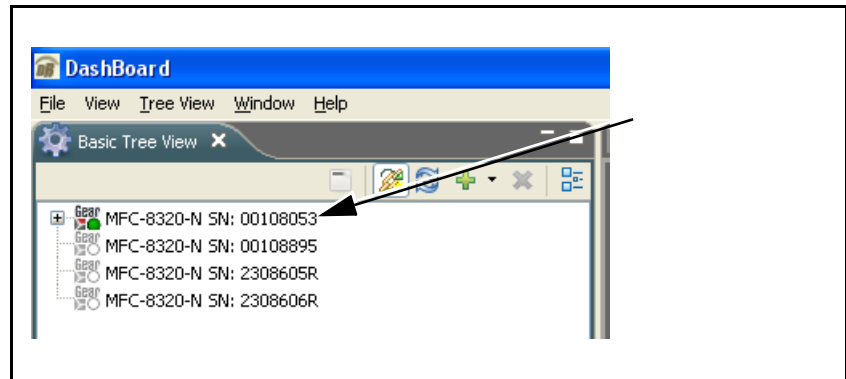 DashBoard
File View Tree View Window Help
Basic Tree View
Gear MFC-8320-N SN: 00108053
Gear MFC-8320-N SN: 00108895
Gear MFC-8320-N SN: 2308605R
Gear MFC-8320-N SN: 2308606R